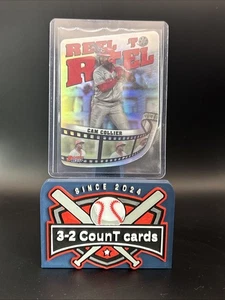 REEL TO
REEL
CAM COLLIER
SINCE 2024
3-2 CounT cards